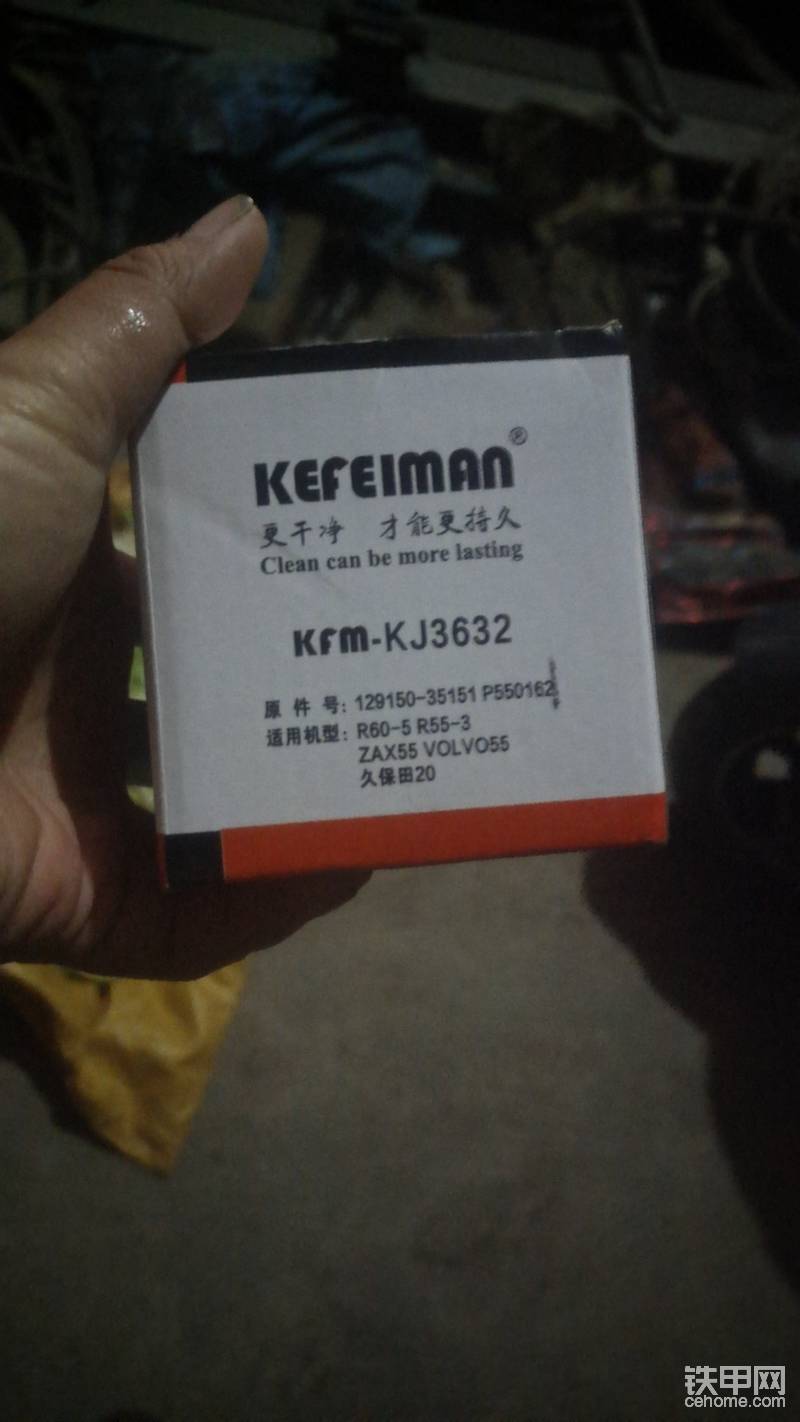 KEFEIMAN®
更干净 才能更持久
Clean can be more lasting
KFM-KJ3632
原件号: 129150-35151 P550162
适用机型: R60-5 R55-3
ZAX55 VOLVO55
久保田20
铁甲网
cehome.com